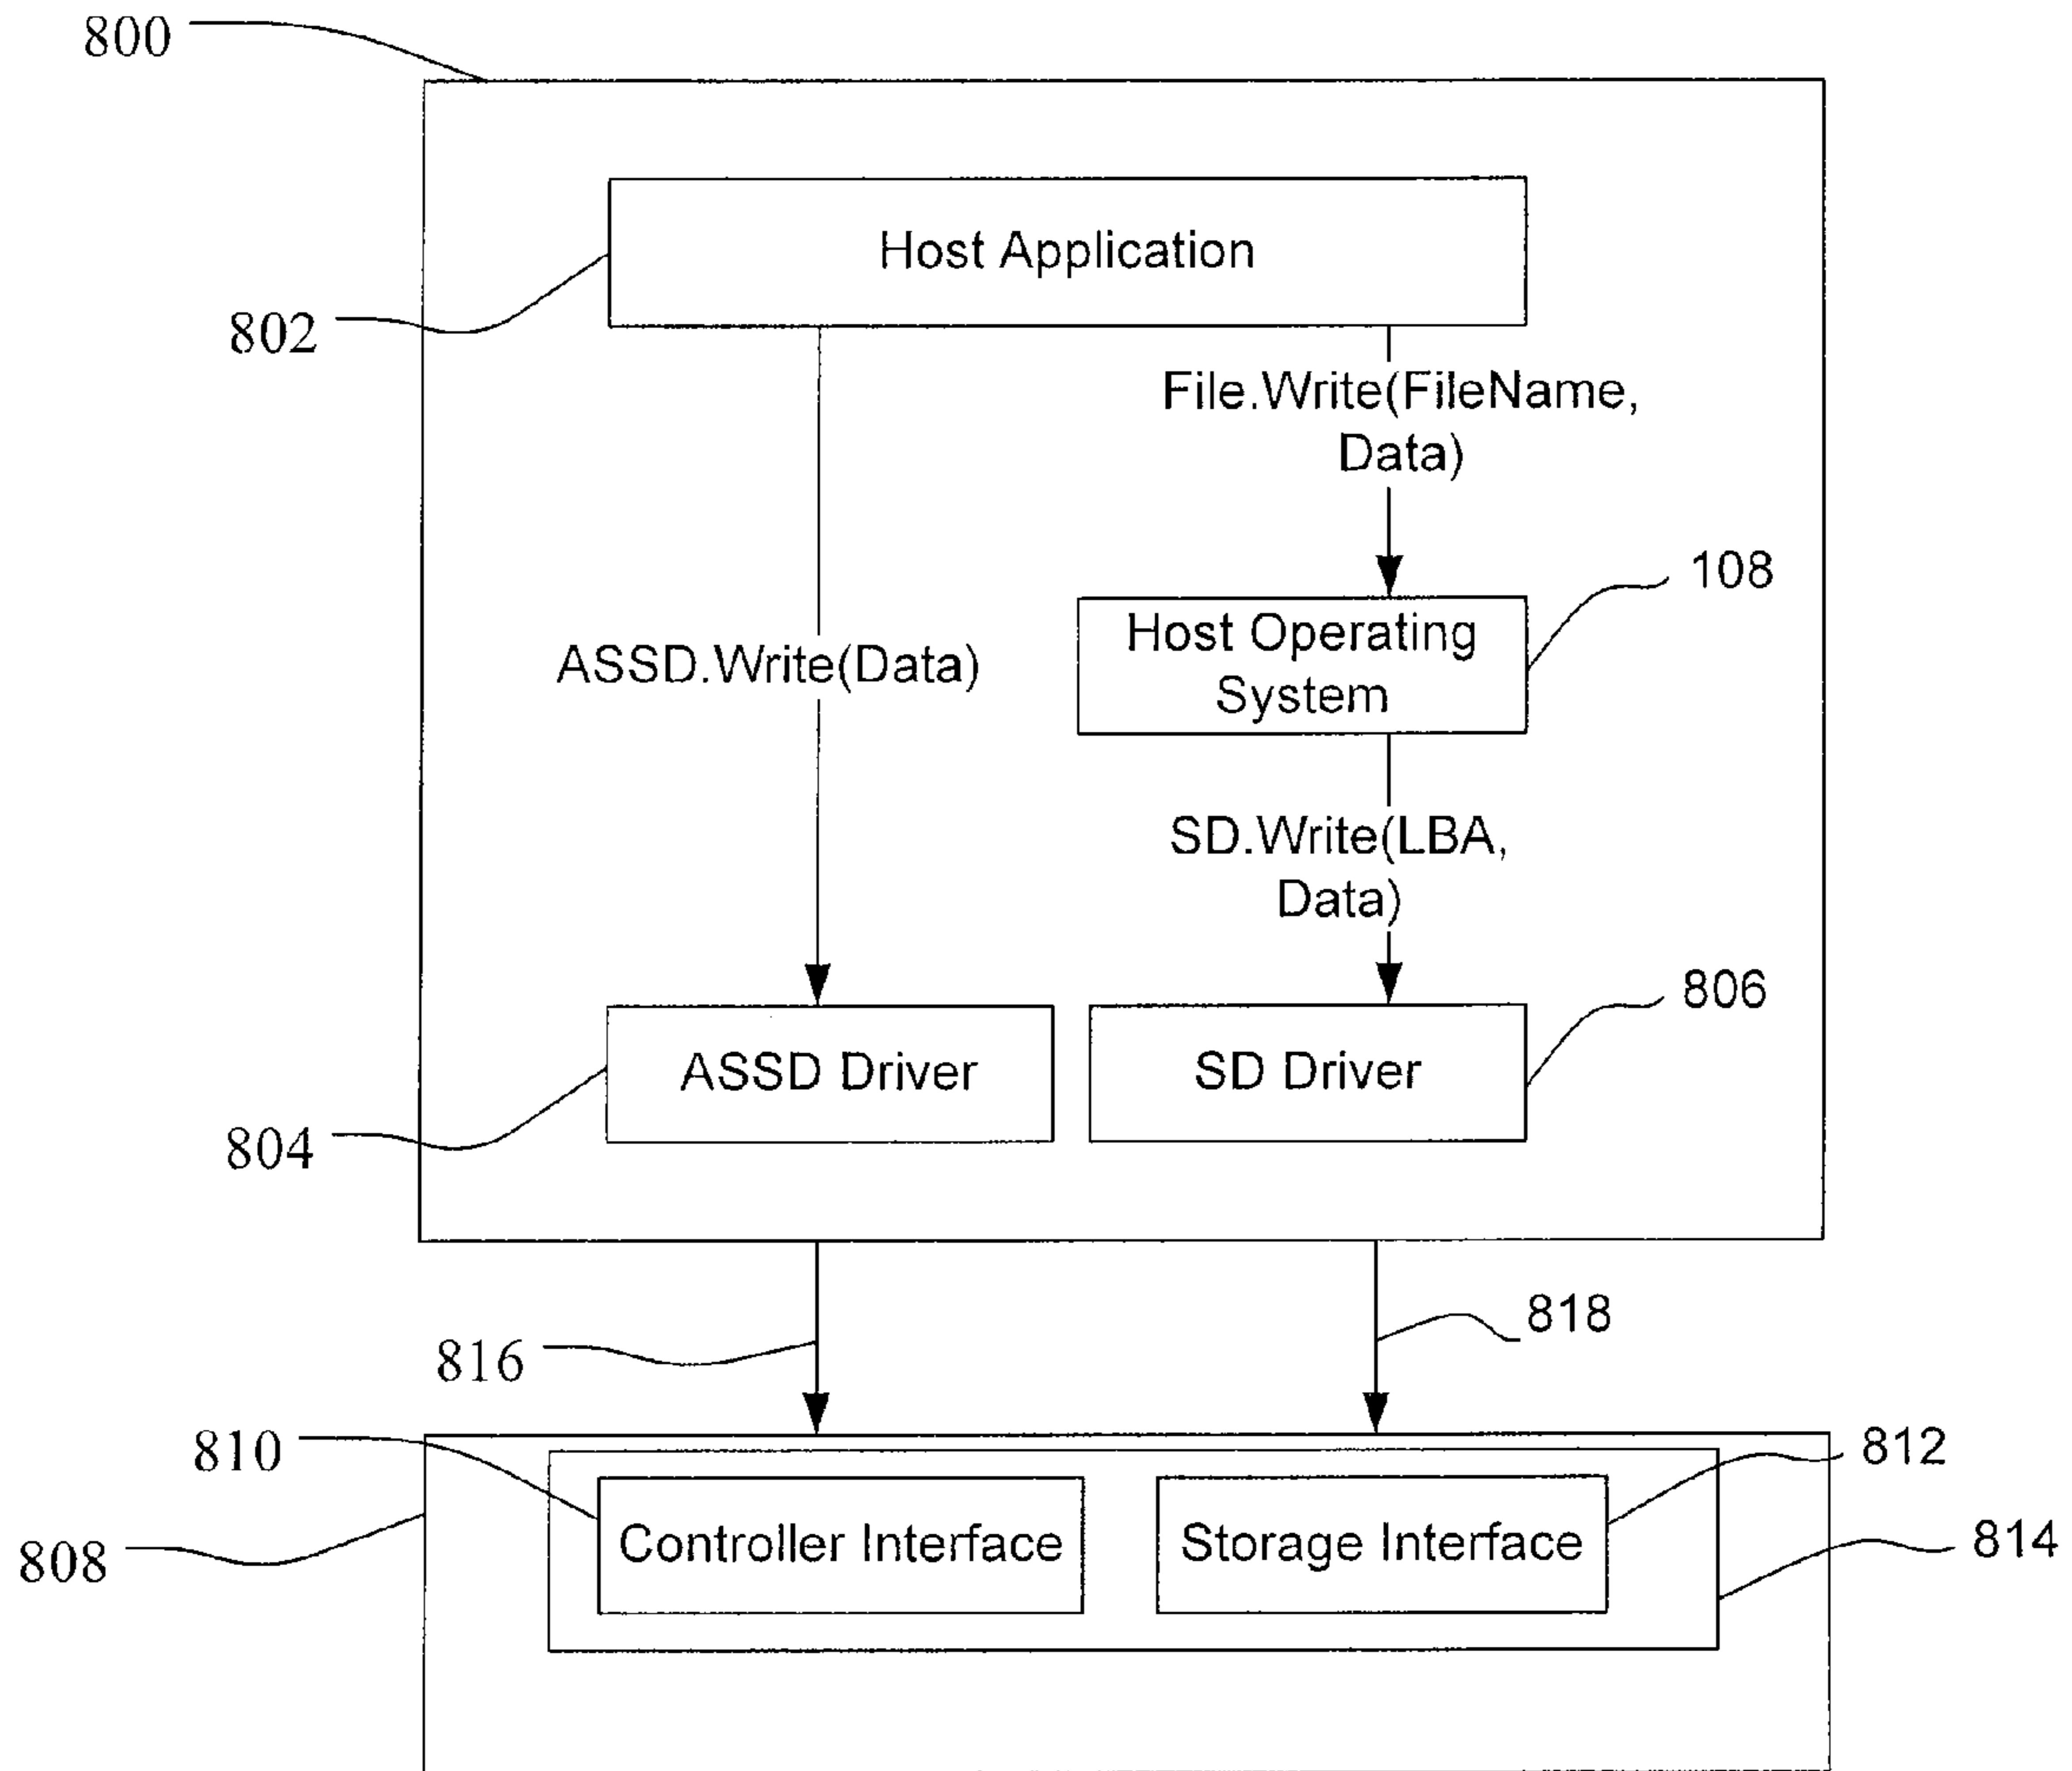 800
Host Application
802
File.Write(FileName,
Data)
108
Host Operating
System
ASSD.Write(Data)
SD.Write(LBA,
Data)
806
ASSD Driver
SD Driver
804
818
816
810
812
Controller Interface
Storage Interface
814
808